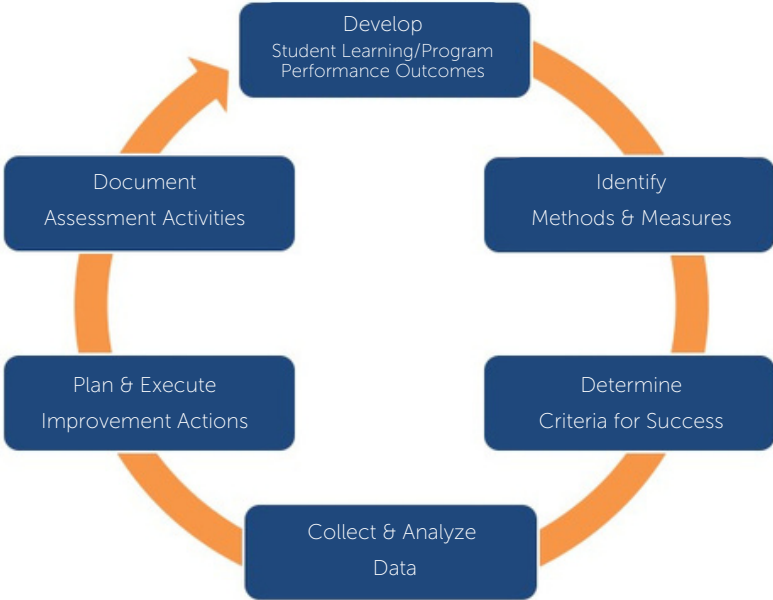 Develop
Student Learning/Program
Performance Outcomes
Identify
Methods & Measures
Determine
Criteria for Success
Collect & Analyze
Data
Plan & Execute
Improvement Actions
Document
Assessment Activities